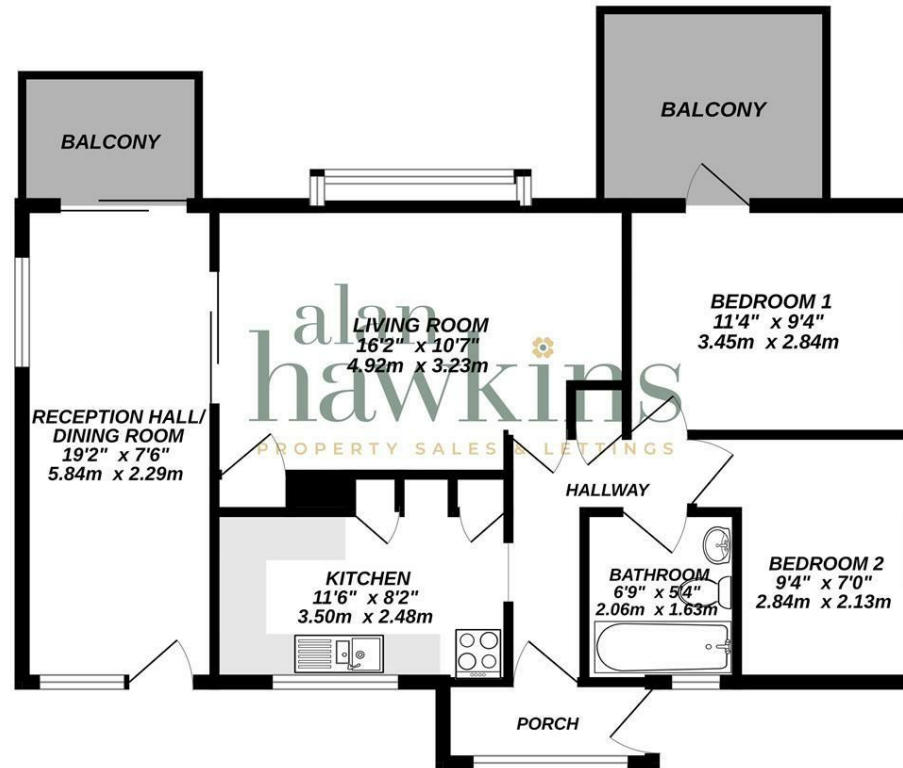 BALCONY
BALCONY
BEDROOM 1
11'4" x 9'4"
3.45m x 2.84m
alan
hawkins
PROPERTY SALES & LETTINGS
LIVING ROOM
16'2" x 10'7"
4.92m x 3.23m
RECEPTION HALL/
DINING ROOM
19'2" x 7'6"
5.84m x 2.29m
HALLWAY
KITCHEN
11'6" x 8'2"
3.50m x 2.48m
BATHROOM
6'9" x 5'4"
2.06m x 1.63m
BEDROOM 2
9'4" x 7'0"
2.84m x 2.13m
PORCH